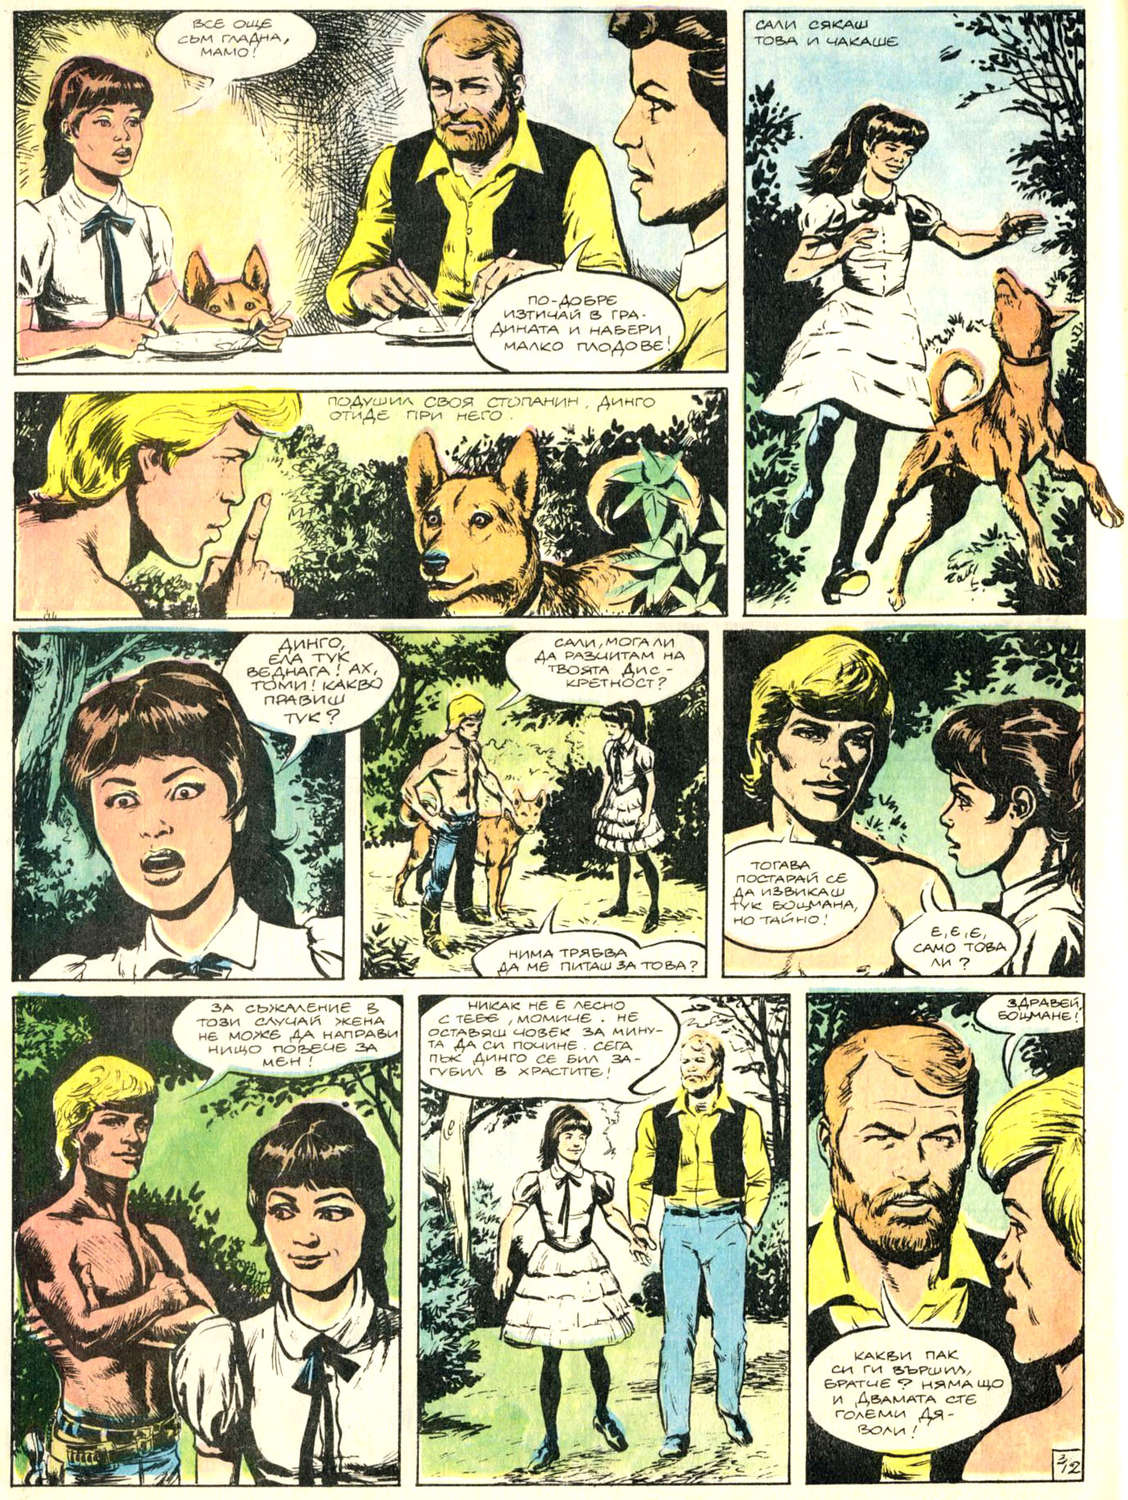 ВСЕ ОЩЕ
СЪМ ГЛАДНА,
МАМО!
ПО-ДОБРЕ
ИЗТИЧАЙ В ГРА-
ДИНАТА И НАБЕРИ
МАЛКО ПЛОДОВЕ!
САЛИ СЯКАШ
ТОВА И ЧАКАШЕ
ПОДУШИЛ СВОЯ СТОПАНИН, ДИНГО
ОТИДЕ ПРИ НЕГО.
ДИНГО,
ЕЛА ТУК
ВЕДНАГА! АХ,
ТОМИ! КАКВО
ПРАВИШ
ТУК?
САЛИ, МОГА ЛИ
ДА РАЗЧИТАМ НА
ТВОЯТА ДИС-
КРЕТНОСТ?
НИМА ТРЯБВА
ДА МЕ ПИТАШ ЗА ТОВА?
ТОГАВА
ПОСТАРАЙ СЕ
ДА ИЗВИКАШ
ТУК БОЦМАНА,
НО ТАЙНО!
Е, Е, Е,
САМО ТОВА
ЛИ?
ЗА СЪЖАЛЕНИЕ В
ТОЗИ СЛУЧАЙ ЖЕНА
НЕ МОЖЕ ДА НАПРАВИ
НИЩО ПОВЕЧЕ ЗА
МЕН!
НИКАК НЕ Е ЛЕСНО
С ТЕБЕ, МОМИЧЕ. НЕ
ОСТАВЯШ ЧОВЕК ЗА МИНУ-
ТА ДА СИ ПОЧИНЕ. СЕГА
ПЪК ДИНГО СЕ БИЛ ЗА-
ГУБИЛ В ХРАСТИТЕ!
ЗДРАВЕЙ,
БОЦМАНЕ!
КАКВИ ПАК
СИ ГИ ВЪРШИЛ,
БРАТЧЕ? НЯМА ЩО
И ДВАМАТА СТЕ
ГОЛЕМИ ДЯ-
ВОЛИ!
3/12